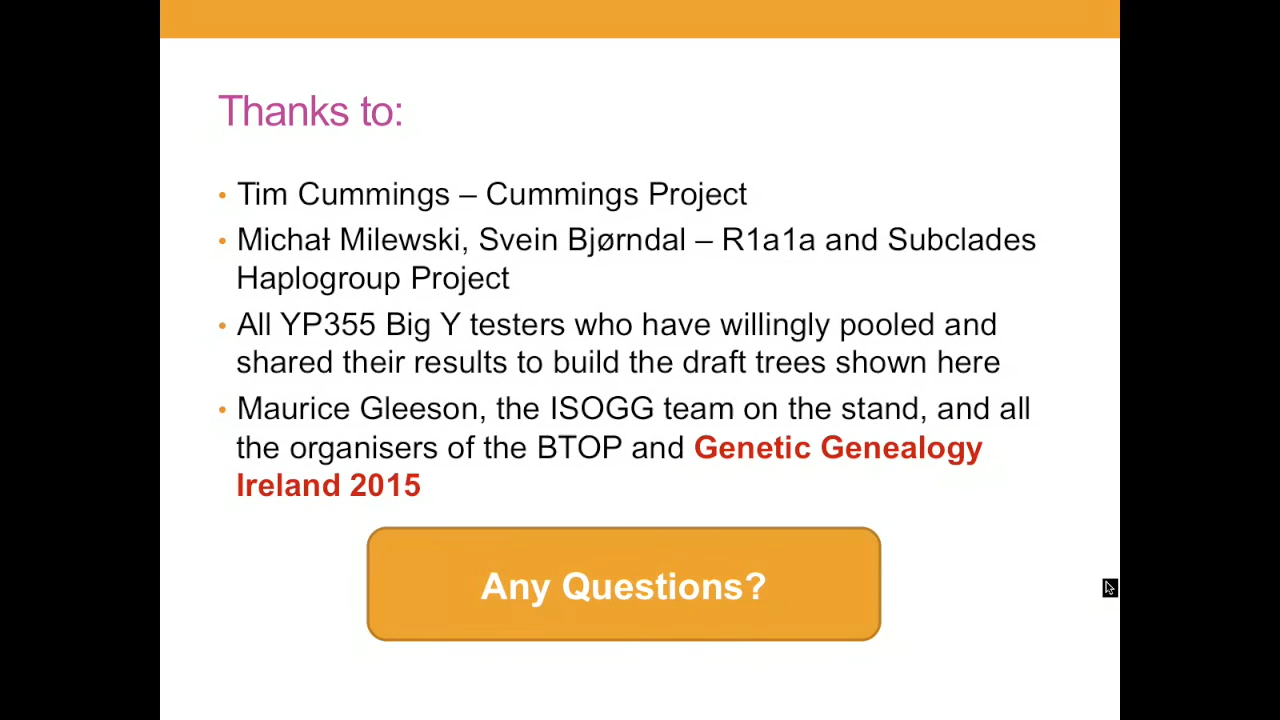 Thanks to:
• Tim Cummings – Cummings Project
• Michał Milewski, Svein Bjørndal – R1a1a and Subclades
Haplogroup Project
• All YP355 Big Y testers who have willingly pooled and
shared their results to build the draft trees shown here
• Maurice Gleeson, the ISOGG team on the stand, and all
the organisers of the BTOP and Genetic Genealogy
Ireland 2015
Any Questions?